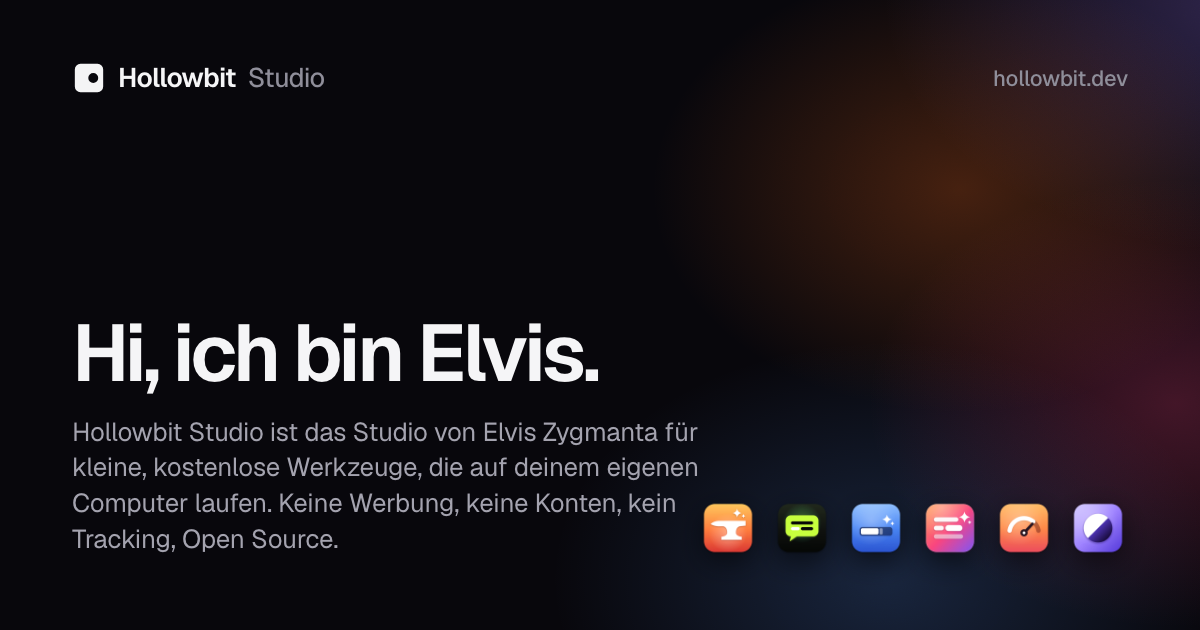 Hollowbit Studio
hollowbit.dev
Hi, ich bin Elvis.
Hollowbit Studio ist das Studio von Elvis Zygmanta für
kleine, kostenlose Werkzeuge, die auf deinem eigenen
Computer laufen. Keine Werbung, keine Konten, kein
Tracking, Open Source.